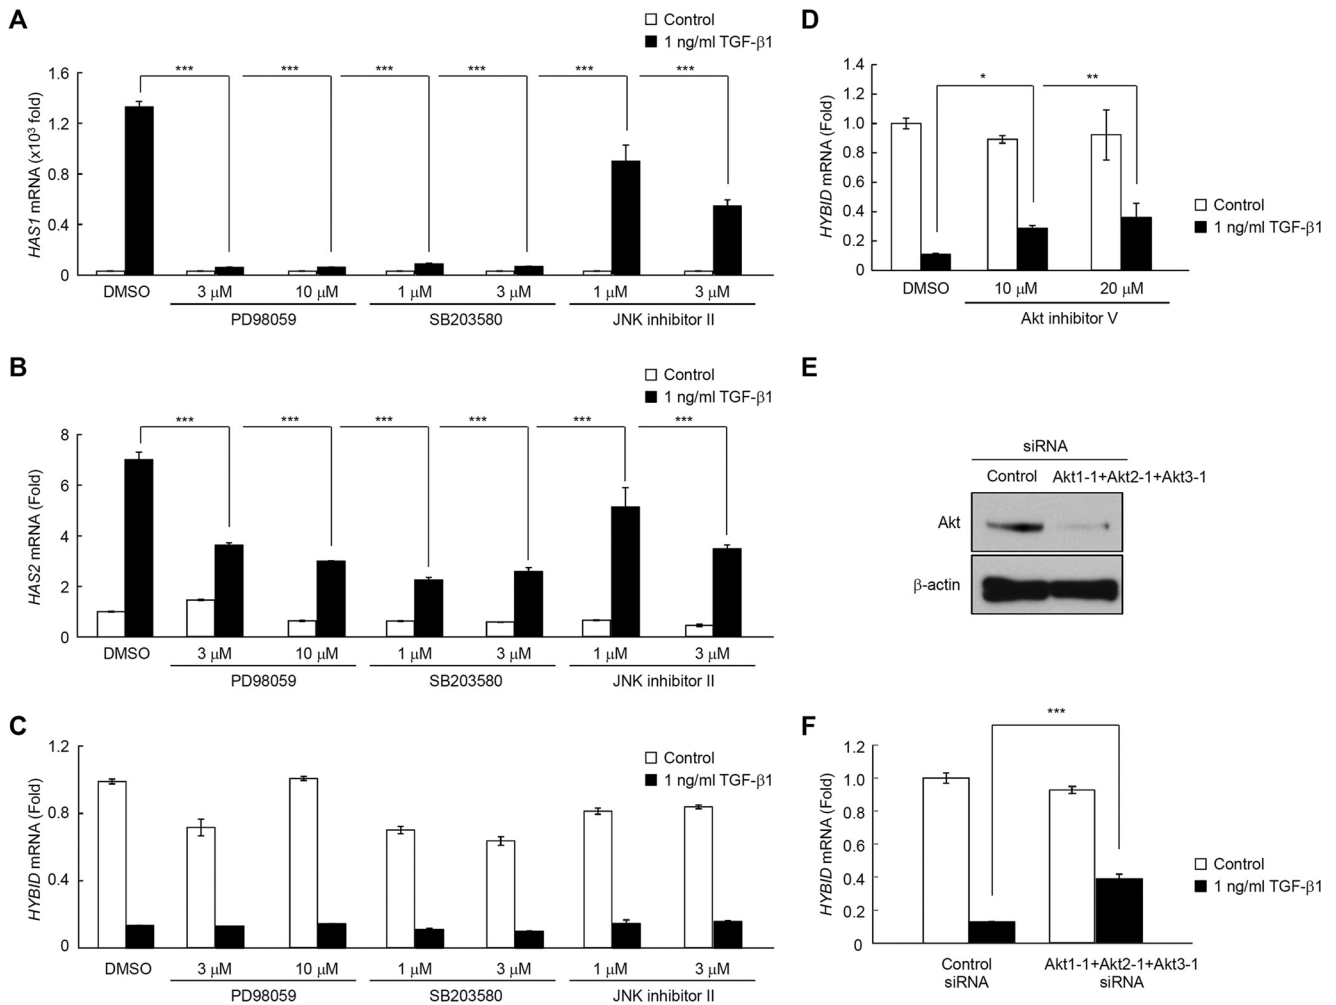 A
Control
1 ng/ml TGF-β1
HAS1 mRNA (x10³ fold)
1.6
1.2
0.8
0.4
0
*** *** *** *** *** ***
DMSO 3 μM 10 μM 1 μM 3 μM 1 μM 3 μM
PD98059 SB203580 JNK inhibitor II
B
Control
1 ng/ml TGF-β1
HAS2 mRNA (Fold)
8
6
4
2
0
*** *** *** *** *** ***
DMSO 3 μM 10 μM 1 μM 3 μM 1 μM 3 μM
PD98059 SB203580 JNK inhibitor II
C
Control
1 ng/ml TGF-β1
HYBID mRNA (Fold)
1.2
0.8
0.4
0
DMSO 3 μM 10 μM 1 μM 3 μM 1 μM 3 μM
PD98059 SB203580 JNK inhibitor II
D
HYBID mRNA (Fold)
1.4
1.2
1.0
0.8
0.6
0.4
0.2
0
* **
Control
1 ng/ml TGF-β1
DMSO 10 μM 20 μM
Akt inhibitor V
E
siRNA
Control Akt1-1+Akt2-1+Akt3-1
Akt
β-actin
F
HYBID mRNA (Fold)
1.2
1.0
0.8
0.6
0.4
0.2
0
***
Control
1 ng/ml TGF-β1
Control Akt1-1+Akt2-1+Akt3-1
siRNA siRNA